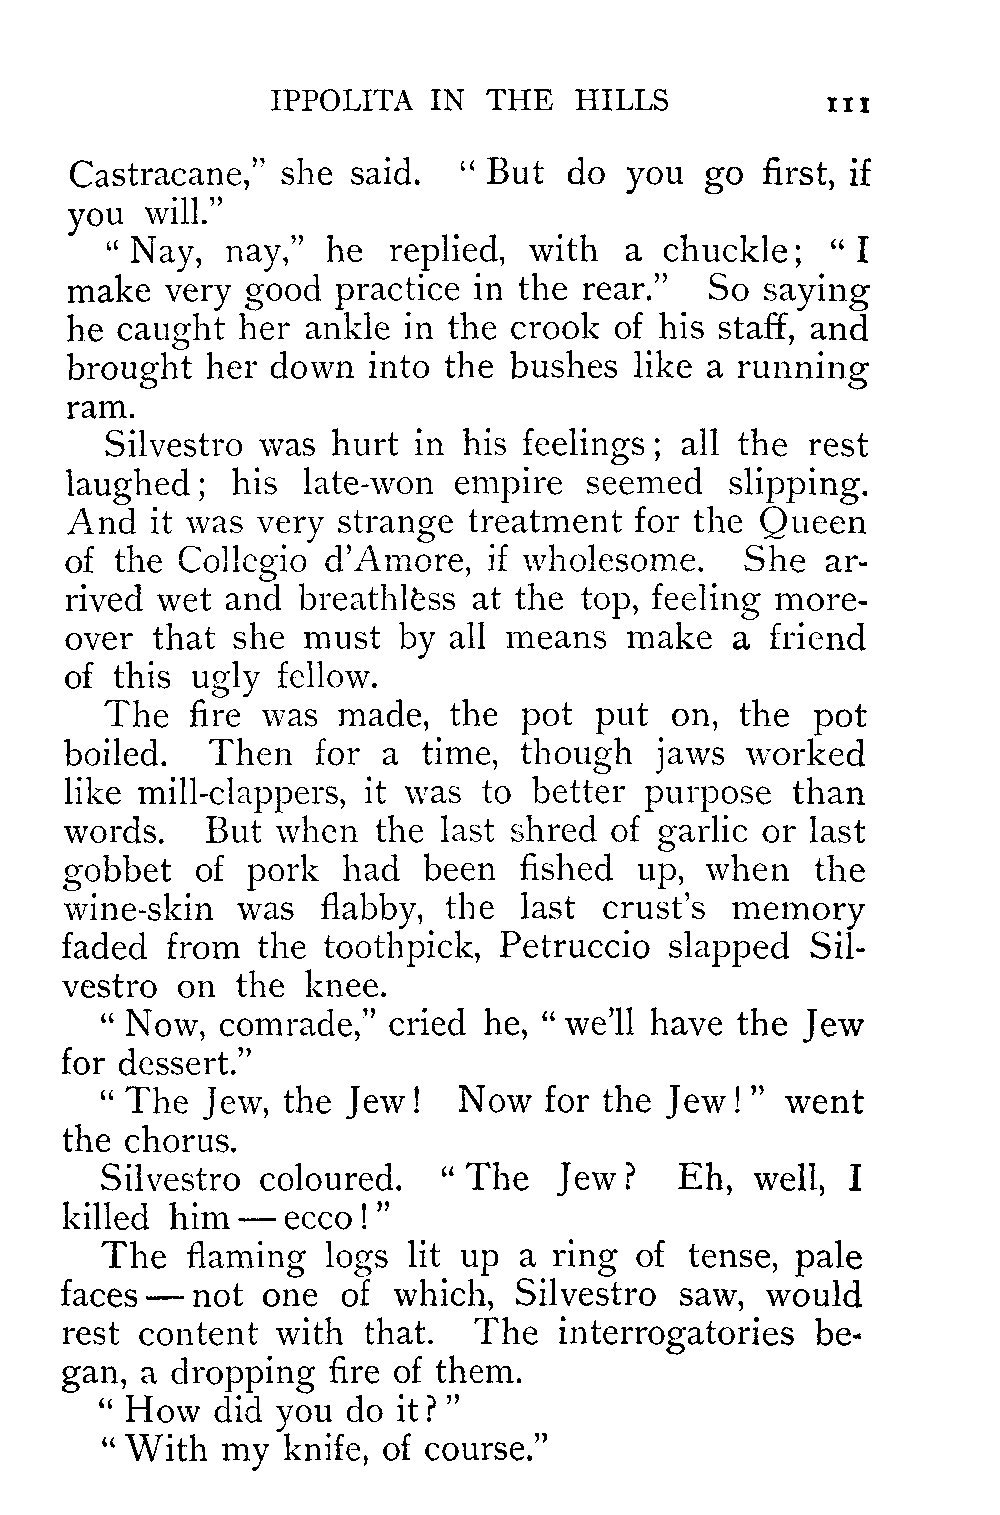 IPPOLITA IN THE HILLS 111
Castracane," she said. "But do you go first, if
you will."
"Nay, nay," he replied, with a chuckle; "I
make very good practice in the rear." So saying
he caught her ankle in the crook of his staff, and
brought her down into the bushes like a running
ram.
Silvestro was hurt in his feelings; all the rest
laughed; his late-won empire seemed slipping.
And it was very strange treatment for the Queen
of the Collegio d'Amore, if wholesome. She ar-
rived wet and breathless at the top, feeling more-
over that she must by all means make a friend
of this ugly fellow.
The fire was made, the pot put on, the pot
boiled. Then for a time, though jaws worked
like mill-clappers, it was to better purpose than
words. But when the last shred of garlic or last
gobbet of pork had been fished up, when the
wine-skin was flabby, the last crust's memory
faded from the toothpick, Petruccio slapped Sil-
vestro on the knee.
"Now, comrade," cried he, "we'll have the Jew
for dessert."
"The Jew, the Jew! Now for the Jew!" went
the chorus.
Silvestro coloured. "The Jew? Eh, well, I
killed him — ecco!"
The flaming logs lit up a ring of tense, pale
faces — not one of which, Silvestro saw, would
rest content with that. The interrogatories be-
gan, a dropping fire of them.
"How did you do it?"
"With my knife, of course."